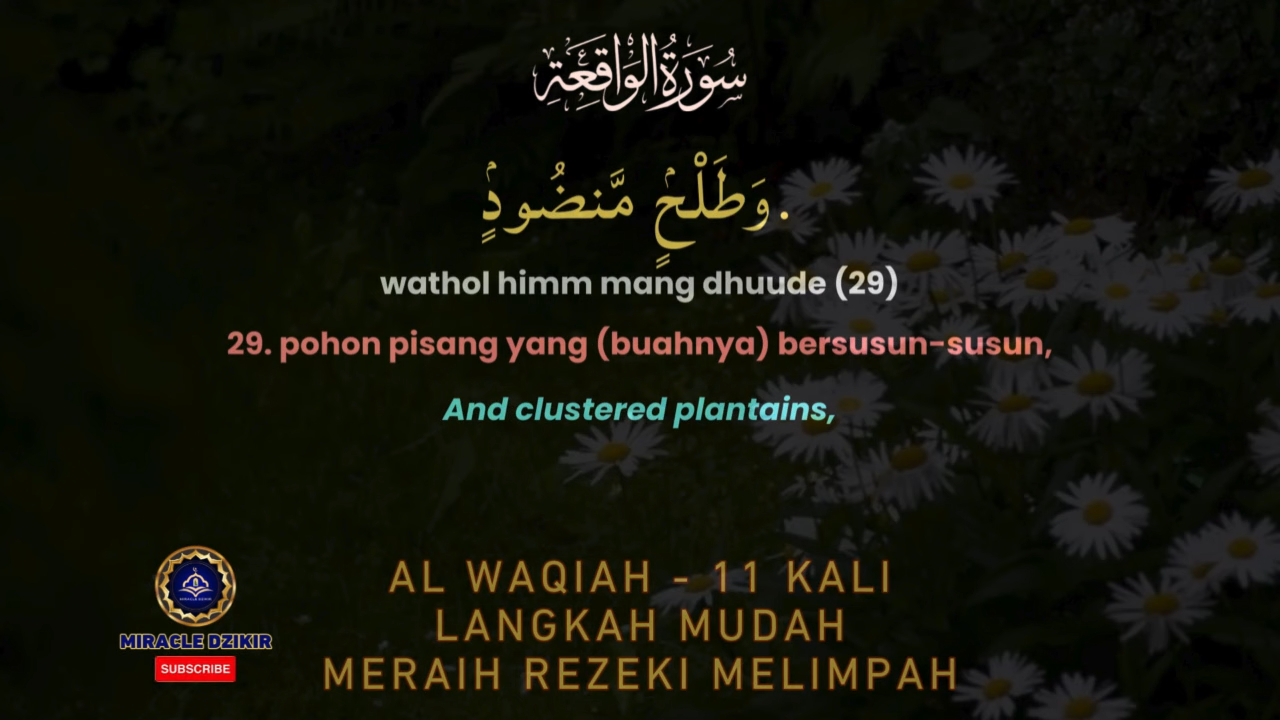 سُورَةُ الوَاقِعَةِ
.وَطَلْحٍ مَّنضُودٍ
wathol himm mang dhuude (29)
29. pohon pisang yang (buahnya) bersusun-susun,
And clustered plantains,
AL WAQIAH - 11 KALI
LANGKAH MUDAH
MERAIH REZEKI MELIMPAH
MIRACLE DZIKIR
SUBSCRIBE